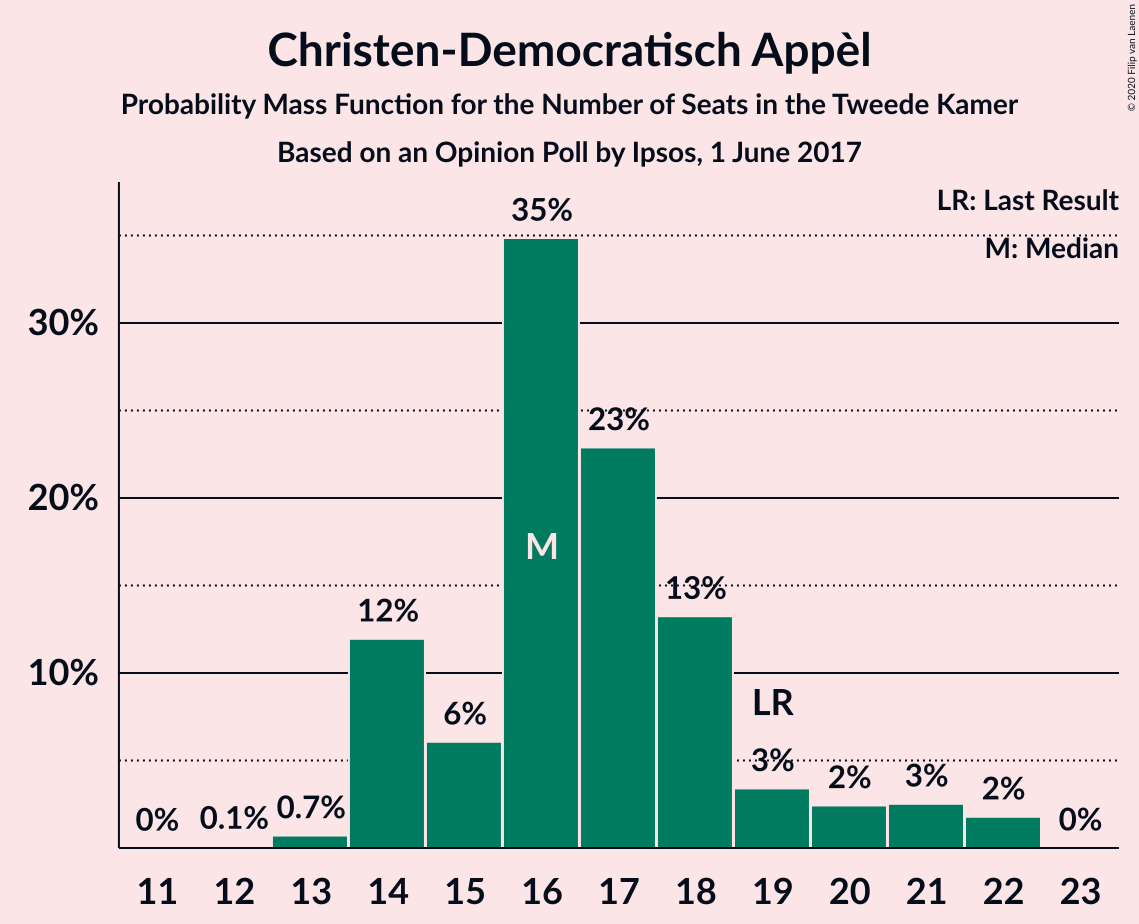 Christen-Democratisch Appèl
Probability Mass Function for the Number of Seats in the Tweede Kamer
Based on an Opinion Poll by Ipsos, 1 June 2017
© 2020 Filip van Laenen
LR: Last Result
M: Median
30%
20%
10%
0%
0.1%
0.7%
12%
6%
35%
M
23%
13%
LR
3%
2%
3%
2%
0%
11 12 13 14 15 16 17 18 19 20 21 22 23